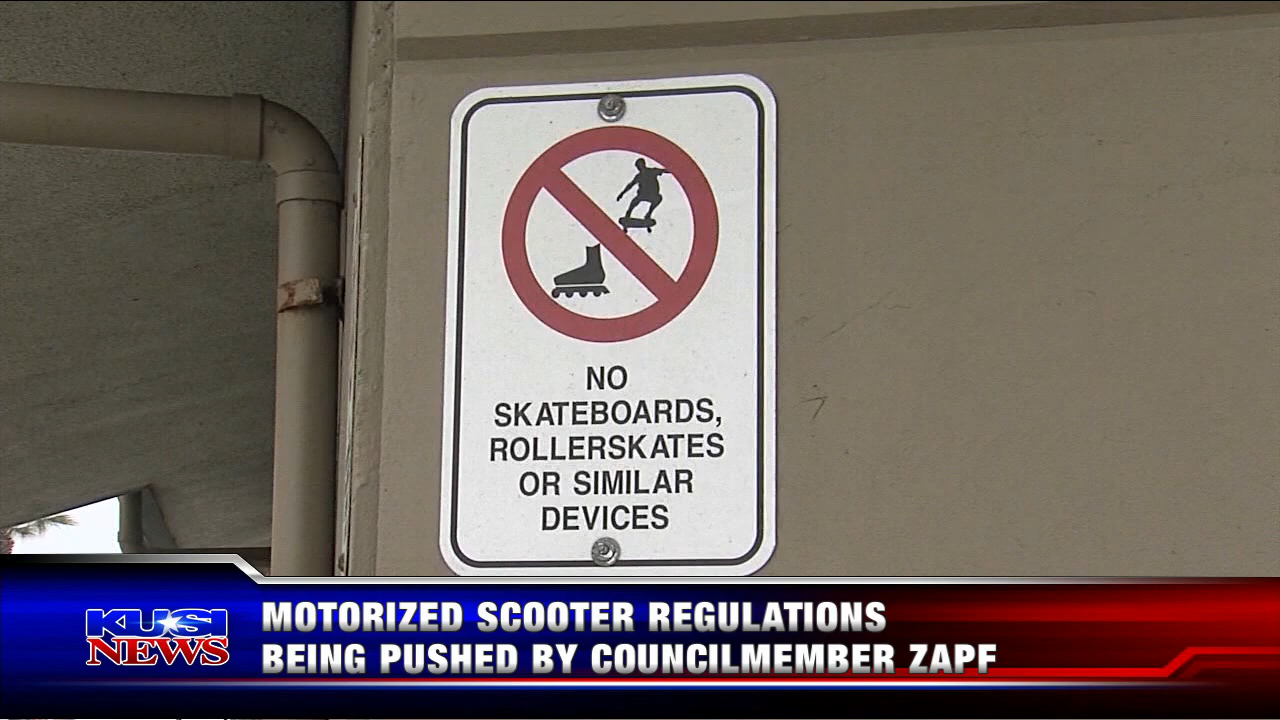 NO
SKATEBOARDS,
ROLLERSKATES
OR SIMILAR
DEVICES
KUSI
NEWS
MOTORIZED SCOOTER REGULATIONS
BEING PUSHED BY COUNCILMEMBER ZAPF